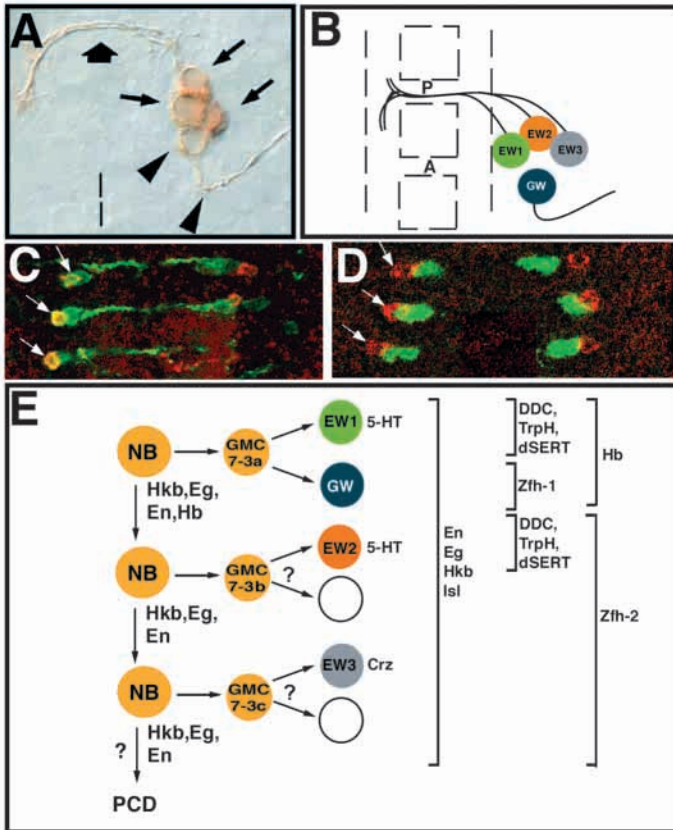 A
B
P
A
EW1
EW2
EW3
GW
C
D
E
NB
GMC
7-3a
EW1 5-HT
GW
Hkb,Eg,
En,Hb
NB
GMC
7-3b
?
EW2 5-HT
Hkb,Eg,
En
NB
GMC
7-3c
?
EW3 Crz
?
Hkb,Eg,
En
PCD
En
Eg
Hkb
Isl
DDC,
TrpH,
dSERT
Zfh-1
DDC,
TrpH,
dSERT
Hb
Zfh-2